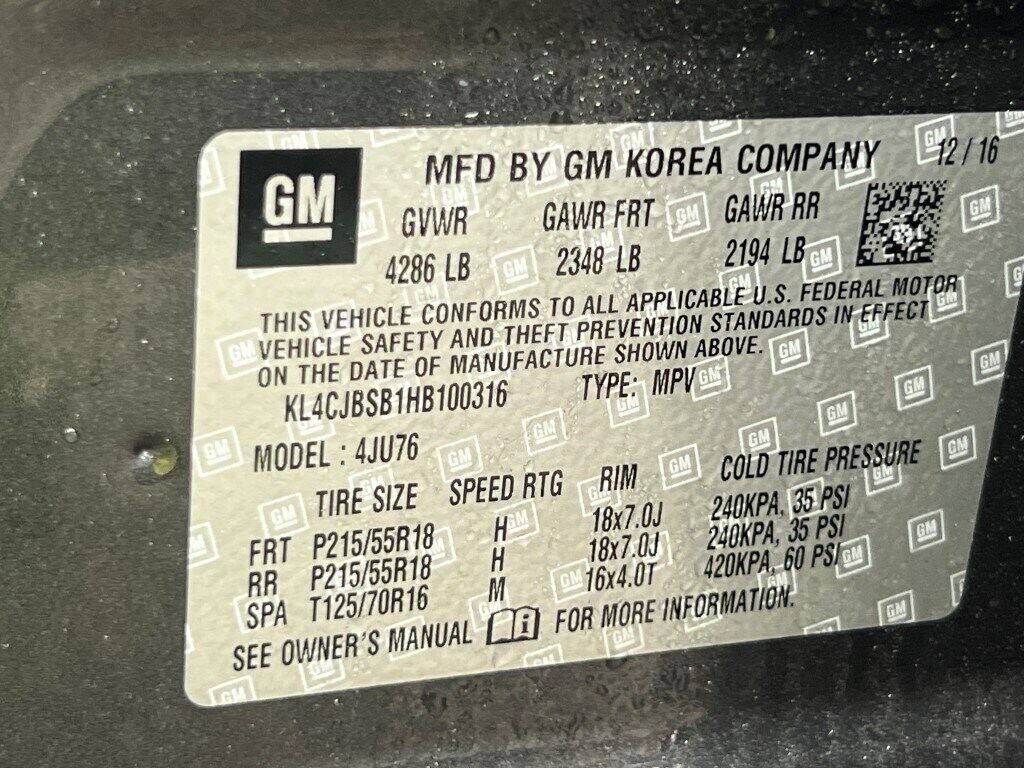 GM
MFD BY GM KOREA COMPANY 12/16
GVWR GAWR FRT GAWR RR
4286 LB 2348 LB 2194 LB
THIS VEHICLE CONFORMS TO ALL APPLICABLE U.S. FEDERAL MOTOR
VEHICLE SAFETY AND THEFT PREVENTION STANDARDS IN EFFECT
ON THE DATE OF MANUFACTURE SHOWN ABOVE.
KL4CJBSB1HB100316 TYPE: MPV
MODEL : 4JU76
TIRE SIZE SPEED RTG RIM COLD TIRE PRESSURE
FRT P215/55R18 H 18x7.0J 240KPA, 35 PSI
RR P215/55R18 H 18x7.0J 240KPA, 35 PSI
SPA T125/70R16 M 16x4.0T 420KPA, 60 PSI
SEE OWNER'S MANUAL FOR MORE INFORMATION.